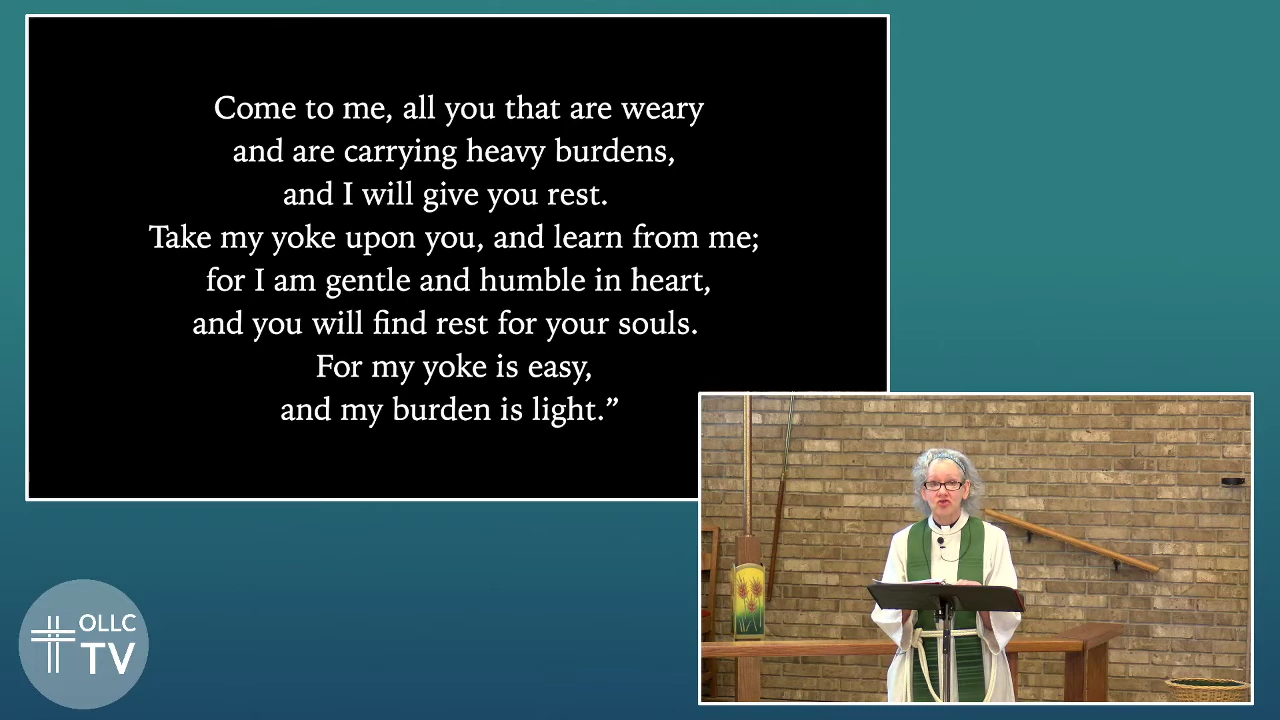 Come to me, all you that are weary
and are carrying heavy burdens,
and I will give you rest.
Take my yoke upon you, and learn from me;
for I am gentle and humble in heart,
and you will find rest for your souls.
For my yoke is easy,
and my burden is light.”
OLLC
TV